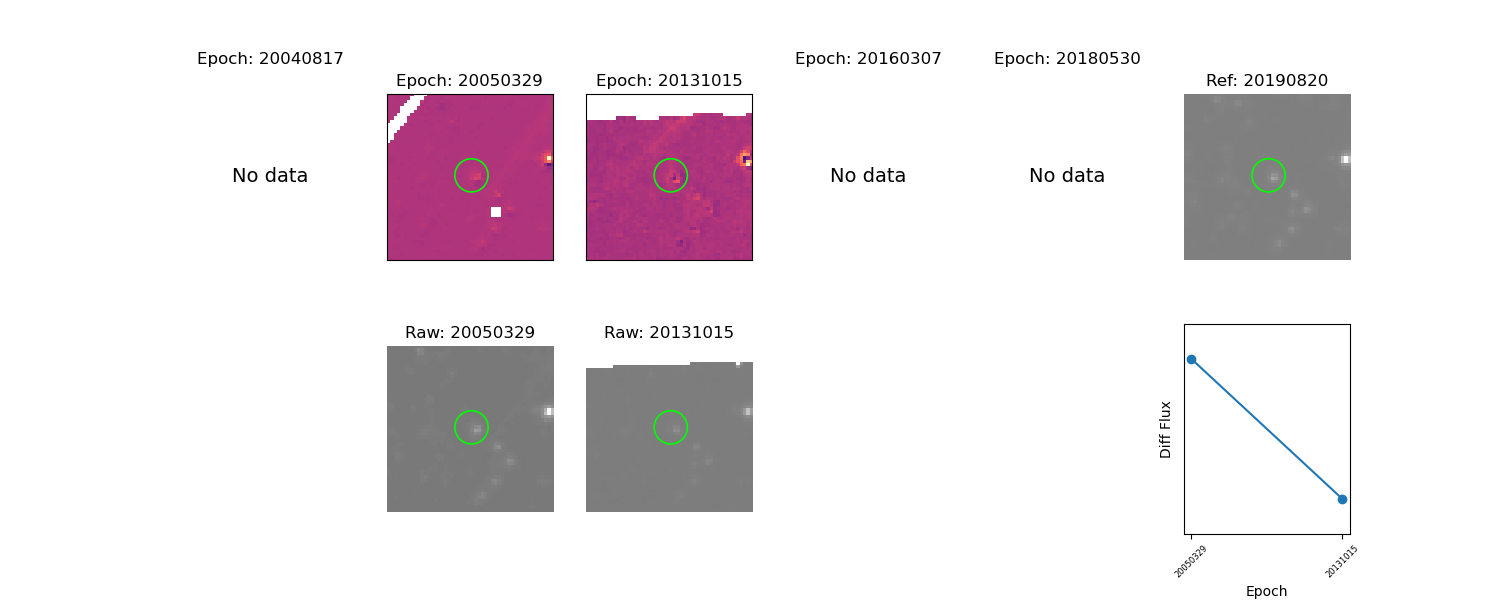 Epoch: 20040817
Epoch: 20050329
Epoch: 20131015
Epoch: 20160307
Epoch: 20180530
Ref: 20190820
No data
No data
No data
Raw: 20050329
Raw: 20131015
Diff Flux
20050329
20131015
Epoch